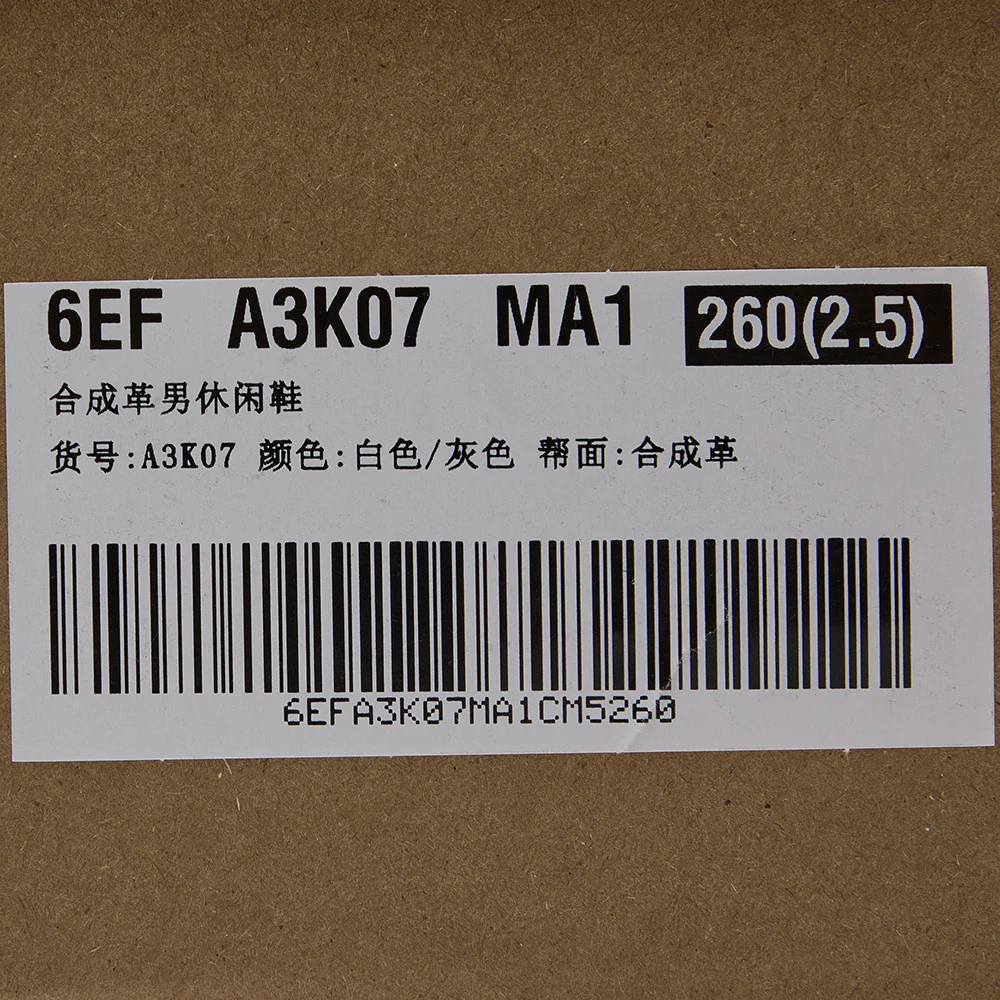 6EF A3K07 MA1 260(2.5)
合成革男休闲鞋
货号:A3K07 颜色:白色/灰色 帮面:合成革
6EFA3K07MA1CM5260